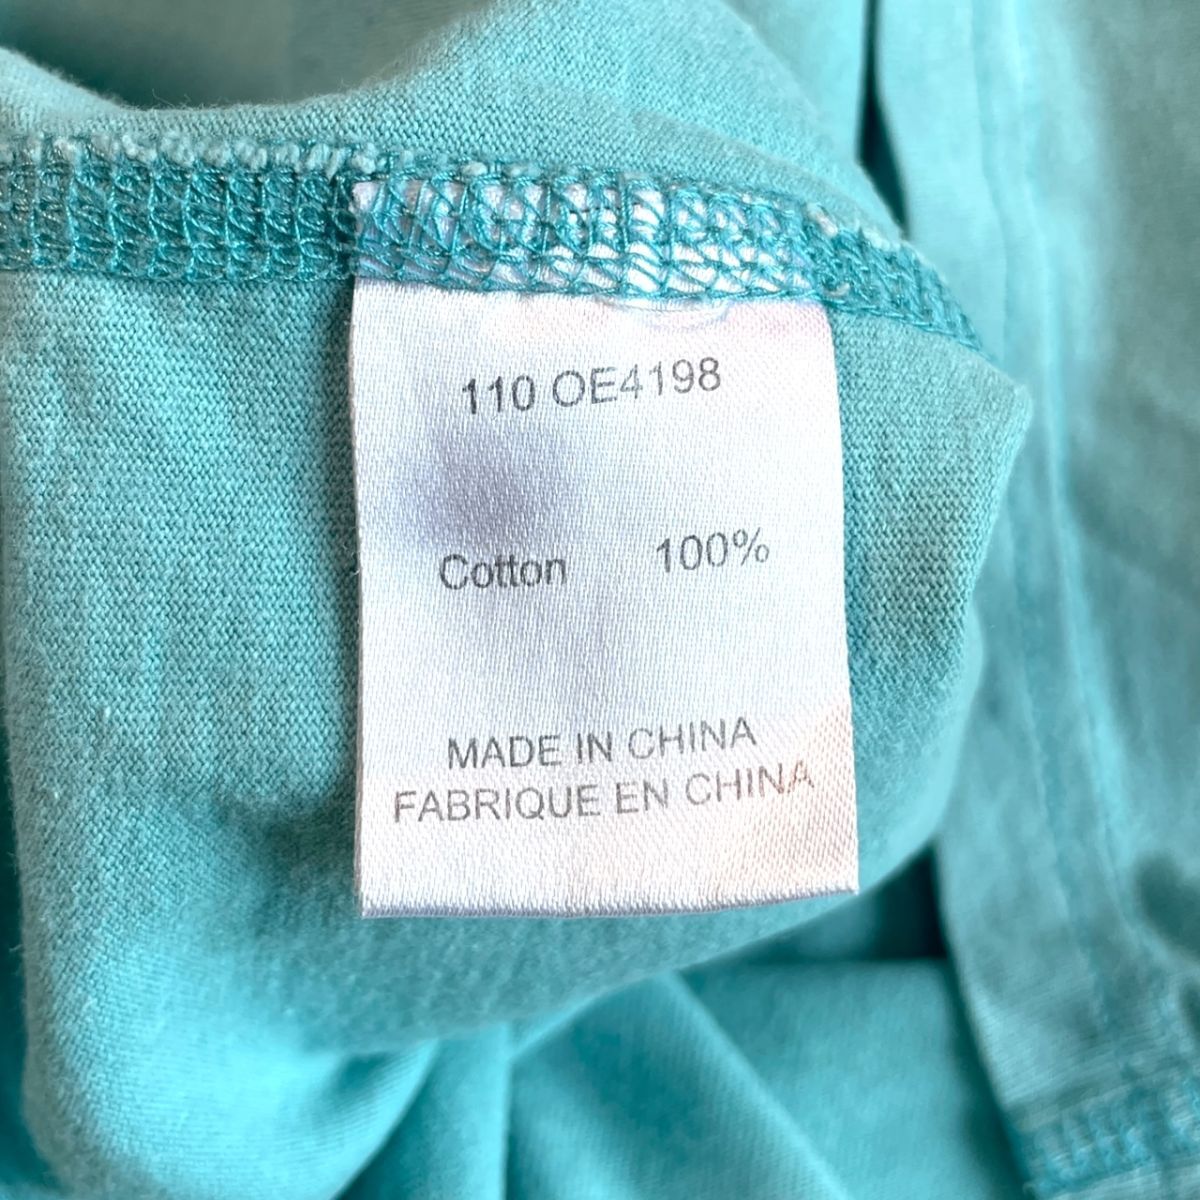 110 OE4198
Cotton 100%
MADE IN CHINA
FABRIQUE EN CHINA